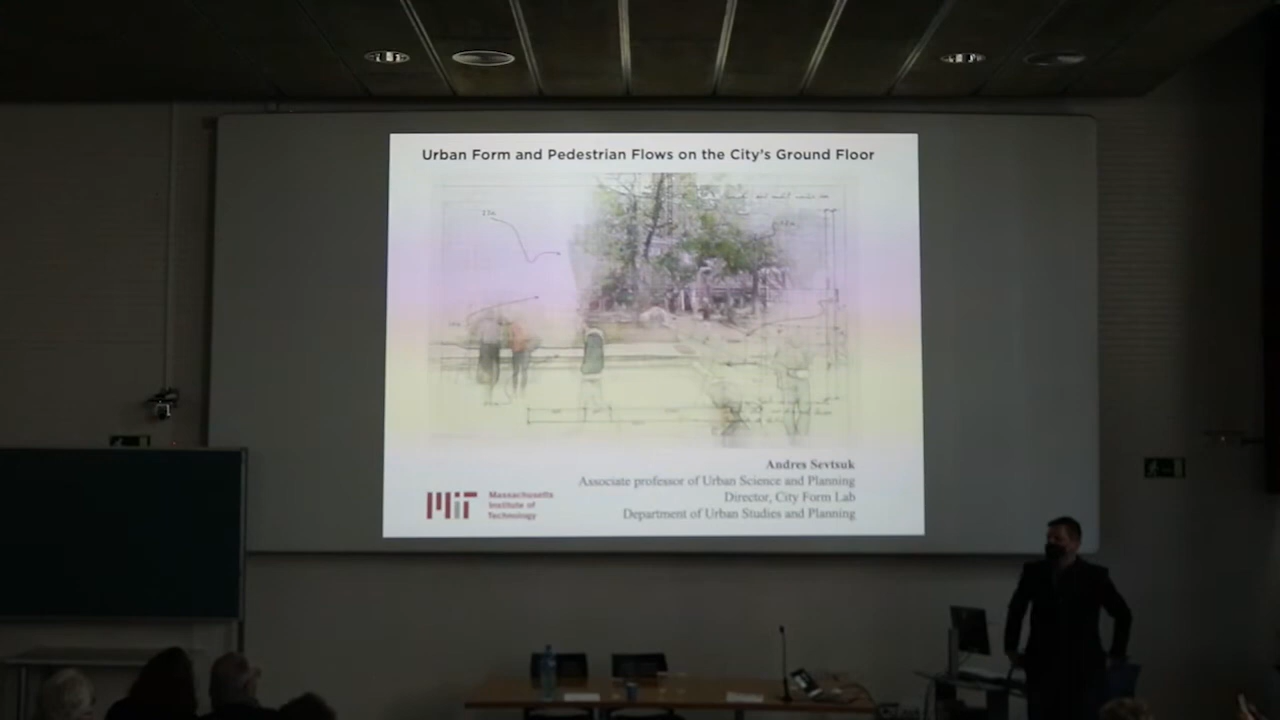 Urban Form and Pedestrian Flows on the City's Ground Floor
Andres Sevtsuk
Associate professor of Urban Science and Planning
Director, City Form Lab
Department of Urban Studies and Planning
MIT
Massachusetts
Institute of
Technology